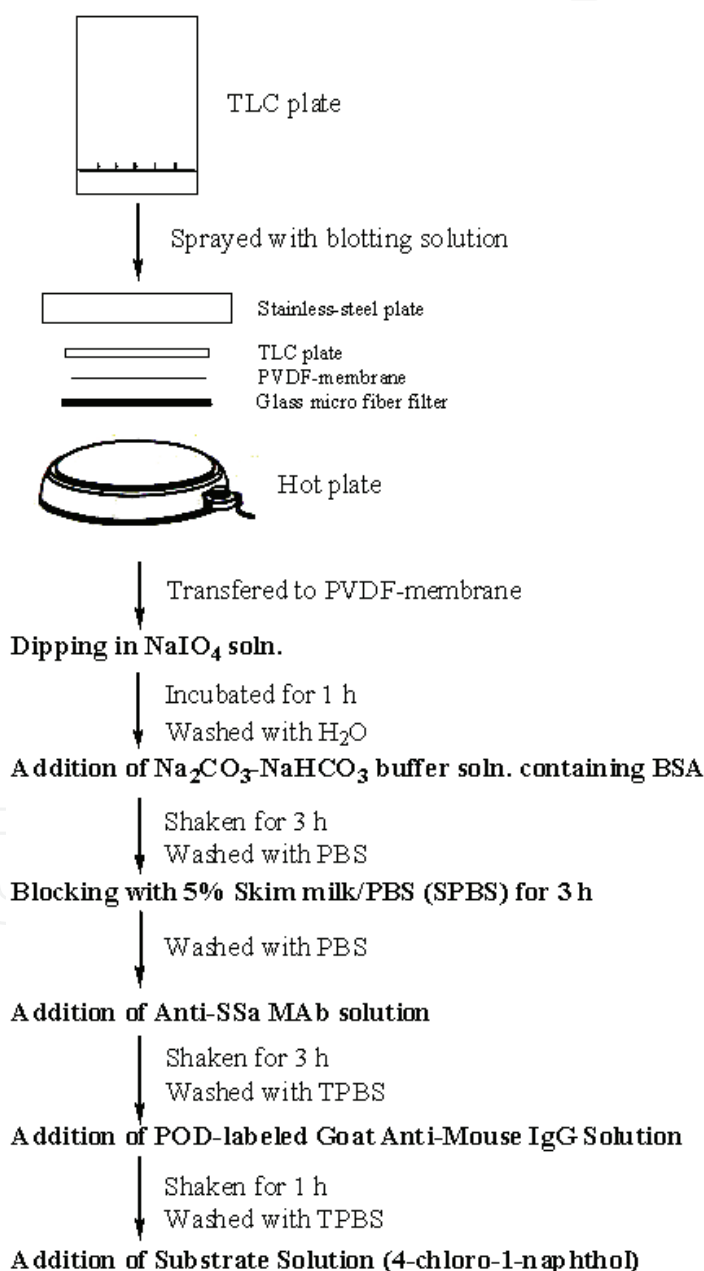 TLC plate
Sprayed with blotting solution
Stainless-steel plate
TLC plate
PVDF-membrane
Glass micro fiber filter
Hot plate
Transfered to PVDF-membrane
Dipping in NaIO₄ soln.
Incubated for 1 h
Washed with H₂O
Addition of Na₂CO₃-NaHCO₃ buffer soln. containing BSA
Shaken for 3 h
Washed with PBS
Blocking with 5% Skim milk/PBS (SPBS) for 3 h
Washed with PBS
Addition of Anti-SSa MAb solution
Shaken for 3 h
Washed with TPBS
Addition of POD-labeled Goat Anti-Mouse IgG Solution
Shaken for 1 h
Washed with TPBS
Addition of Substrate Solution (4-chloro-1-naphthol)